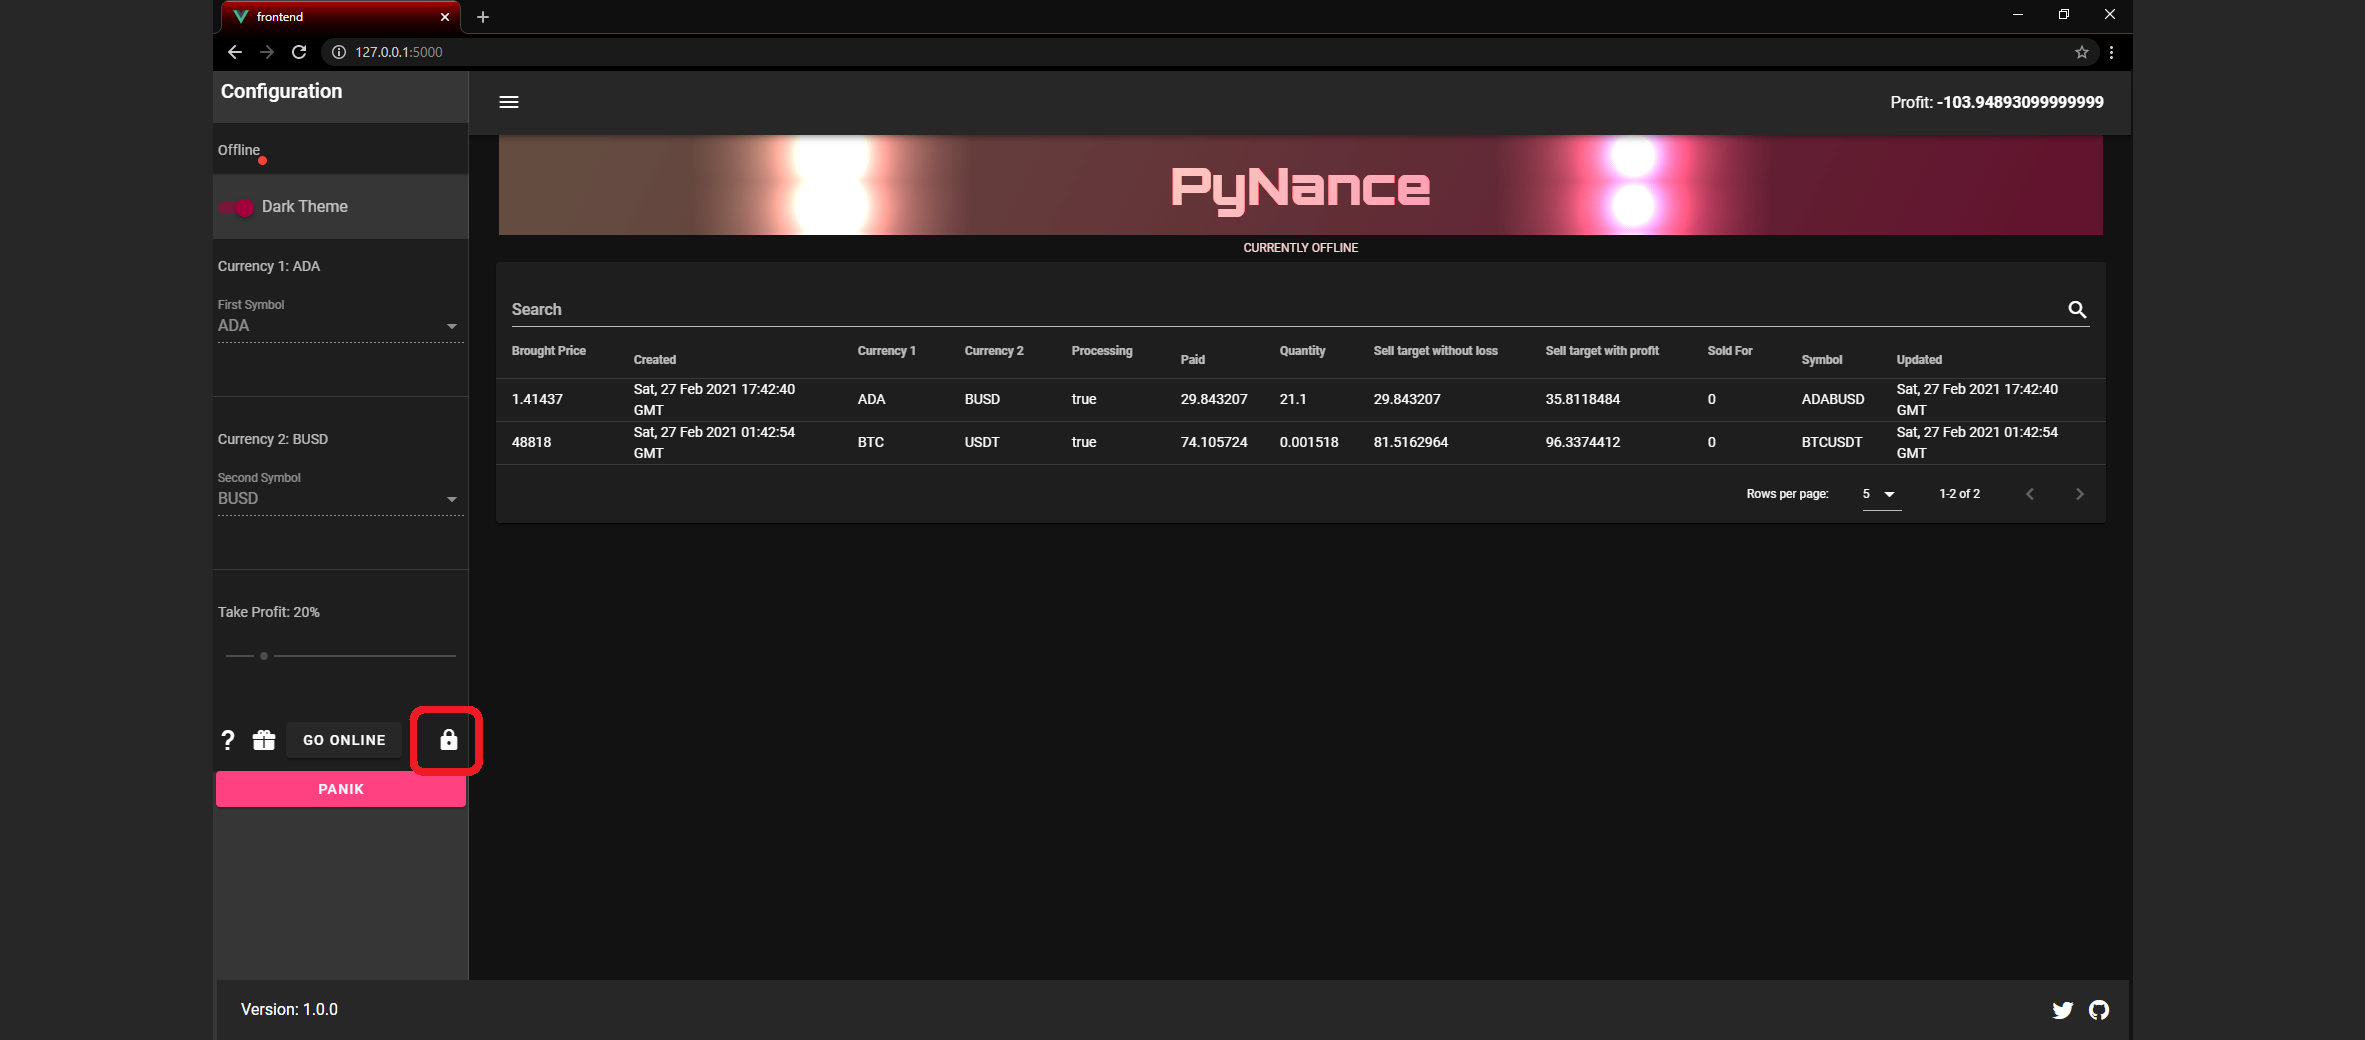 frontend
127.0.0.1:5000
Configuration
Profit: -103.94893099999999
Offline
Dark Theme
PyNance
CURRENTLY OFFLINE
Currency 1: ADA
First Symbol
ADA
Currency 2: BUSD
Second Symbol
BUSD
Take Profit: 20%
? GO ONLINE
PANIK
Search
Brought Price Created Currency 1 Currency 2 Processing Paid Quantity Sell target without loss Sell target with profit Sold For Symbol Updated
1.41437 Sat, 27 Feb 2021 17:42:40 GMT ADA BUSD true 29.843207 21.1 29.843207 35.8118484 0 ADABUSD Sat, 27 Feb 2021 17:42:40 GMT
48818 Sat, 27 Feb 2021 01:42:54 GMT BTC USDT true 74.105724 0.001518 81.5162964 96.3374412 0 BTCUSDT Sat, 27 Feb 2021 01:42:54 GMT
Rows per page: 5 1-2 of 2
Version: 1.0.0